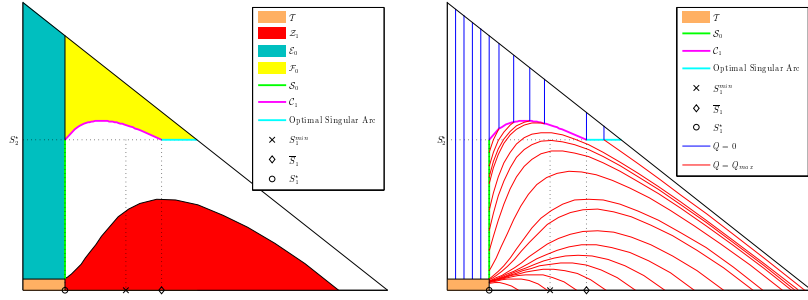 S₂*
𝒯
𝒵₁
ℰ₀
ℱ₀
𝒮₀
𝒞₁
Optimal Singular Arc
S₁ᵐⁱⁿ
S̅₁
S₁*
S₂*
𝒯
𝒮₀
𝒞₁
Optimal Singular Arc
S₁ᵐⁱⁿ
S̅₁
S₁*
Q = 0
Q = Qₘₐₓ